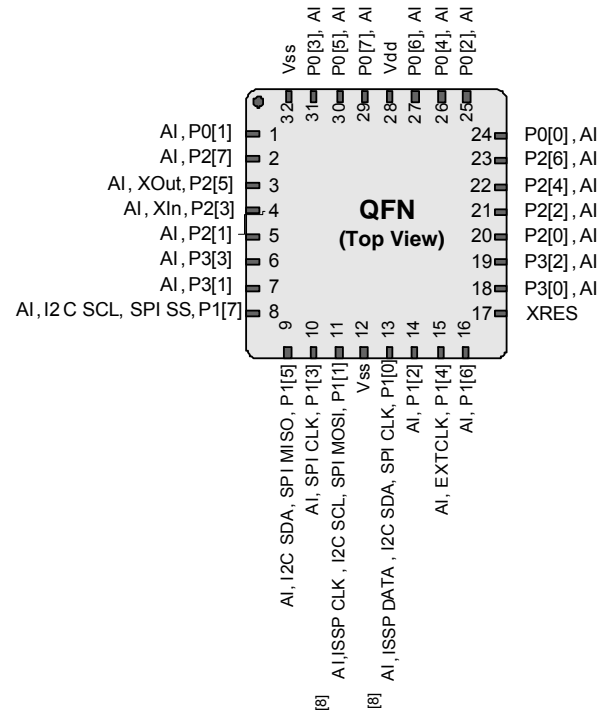 Vss
P0[3], AI
P0[5], AI
P0[7], AI
Vdd
P0[6], AI
P0[4], AI
P0[2], AI
32
31
30
29
28
27
26
25
AI, P0[1] 1
AI, P2[7] 2
AI, XOut, P2[5] 3
AI, XIn, P2[3] 4
AI, P2[1] 5
AI, P3[3] 6
AI, P3[1] 7
AI, I2C SCL, SPI SS, P1[7] 8
QFN
(Top View)
24 P0[0], AI
23 P2[6], AI
22 P2[4], AI
21 P2[2], AI
20 P2[0], AI
19 P3[2], AI
18 P3[0], AI
17 XRES
9
10
11
12
13
14
15
16
AI, I2C SDA, SPI MISO, P1[5]
AI, SPI CLK, P1[3]
[8] AI,ISSP CLK, I2C SCL, SPI MOSI, P1[1]
Vss
[8] AI, ISSP DATA, I2C SDA, SPI CLK, P1[0]
AI, P1[2]
AI, EXTCLK, P1[4]
AI, P1[6]